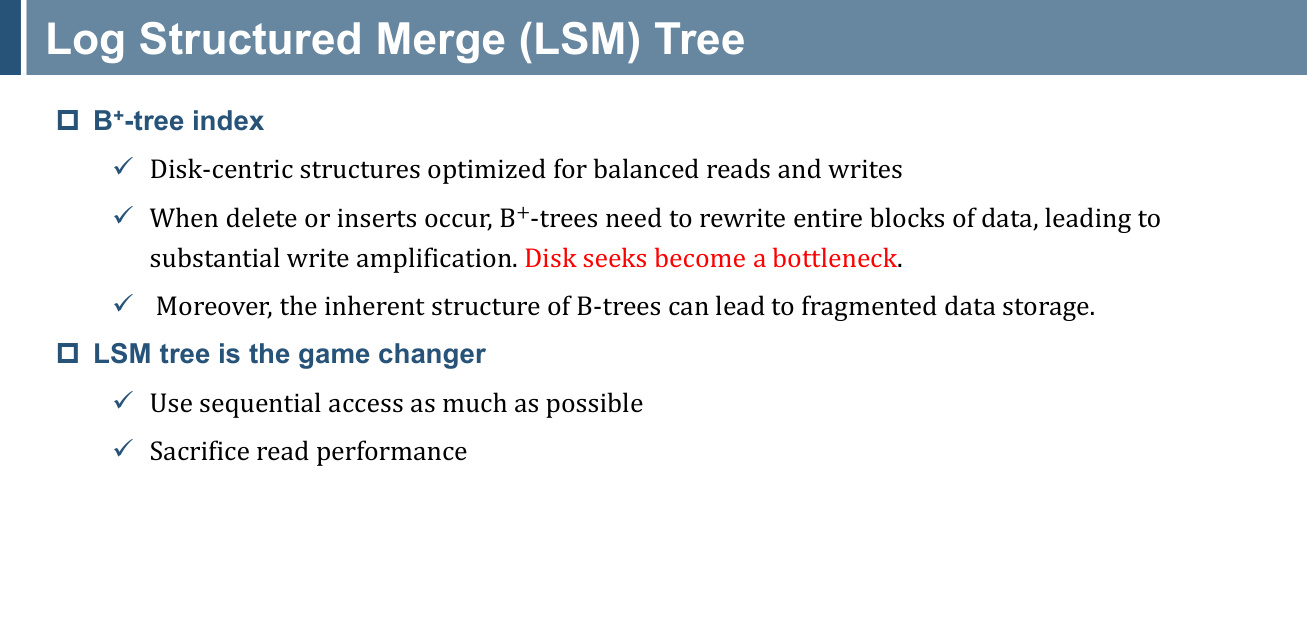 Log Structured Merge (LSM) Tree
B⁺-tree index
Disk-centric structures optimized for balanced reads and writes
When delete or inserts occur, B⁺-trees need to rewrite entire blocks of data, leading to
substantial write amplification. Disk seeks become a bottleneck.
Moreover, the inherent structure of B-trees can lead to fragmented data storage.
LSM tree is the game changer
Use sequential access as much as possible
Sacrifice read performance